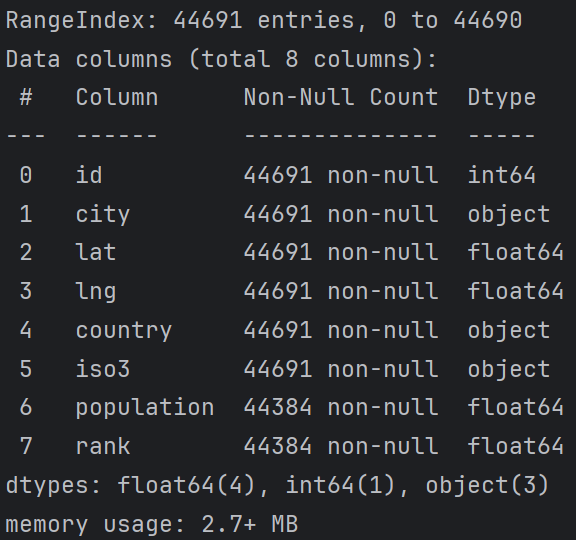 RangeIndex: 44691 entries, 0 to 44690
Data columns (total 8 columns):
 #   Column      Non-Null Count  Dtype
---  ------      --------------  -----
 0   id          44691 non-null  int64
 1   city        44691 non-null  object
 2   lat         44691 non-null  float64
 3   lng         44691 non-null  float64
 4   country     44691 non-null  object
 5   iso3        44691 non-null  object
 6   population  44384 non-null  float64
 7   rank        44384 non-null  float64
dtypes: float64(4), int64(1), object(3)
memory usage: 2.7+ MB